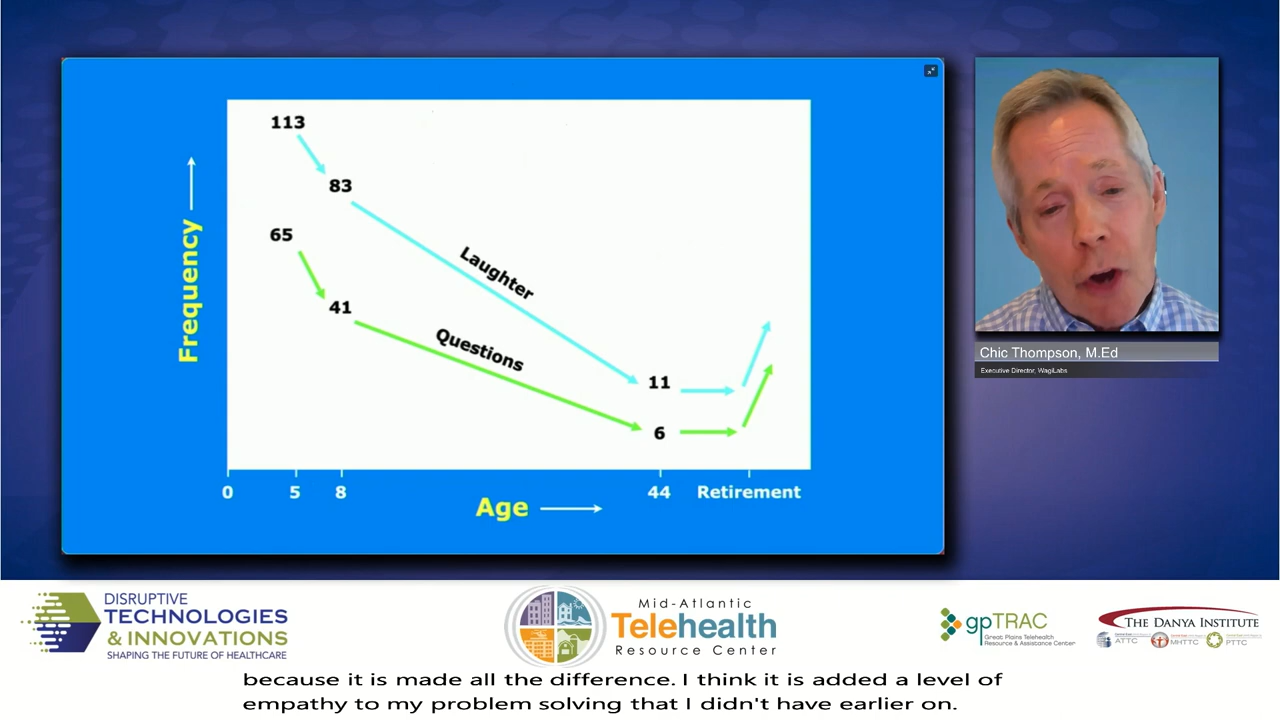 113
83
65
41
Laughter
Questions
11
6
Frequency
0 5 8 44 Retirement
Age
Chic Thompson, M.Ed
Executive Director, WagiLabs
DISRUPTIVE
TECHNOLOGIES
& INNOVATIONS
SHAPING THE FUTURE OF HEALTHCARE
Mid-Atlantic
Telehealth
Resource Center
gpTRAC
Great Plains Telehealth
Resource & Assistance Center
THE DANYA INSTITUTE
ATTC MHTTC PTTC
because it is made all the difference. I think it is added a level of
empathy to my problem solving that I didn't have earlier on.